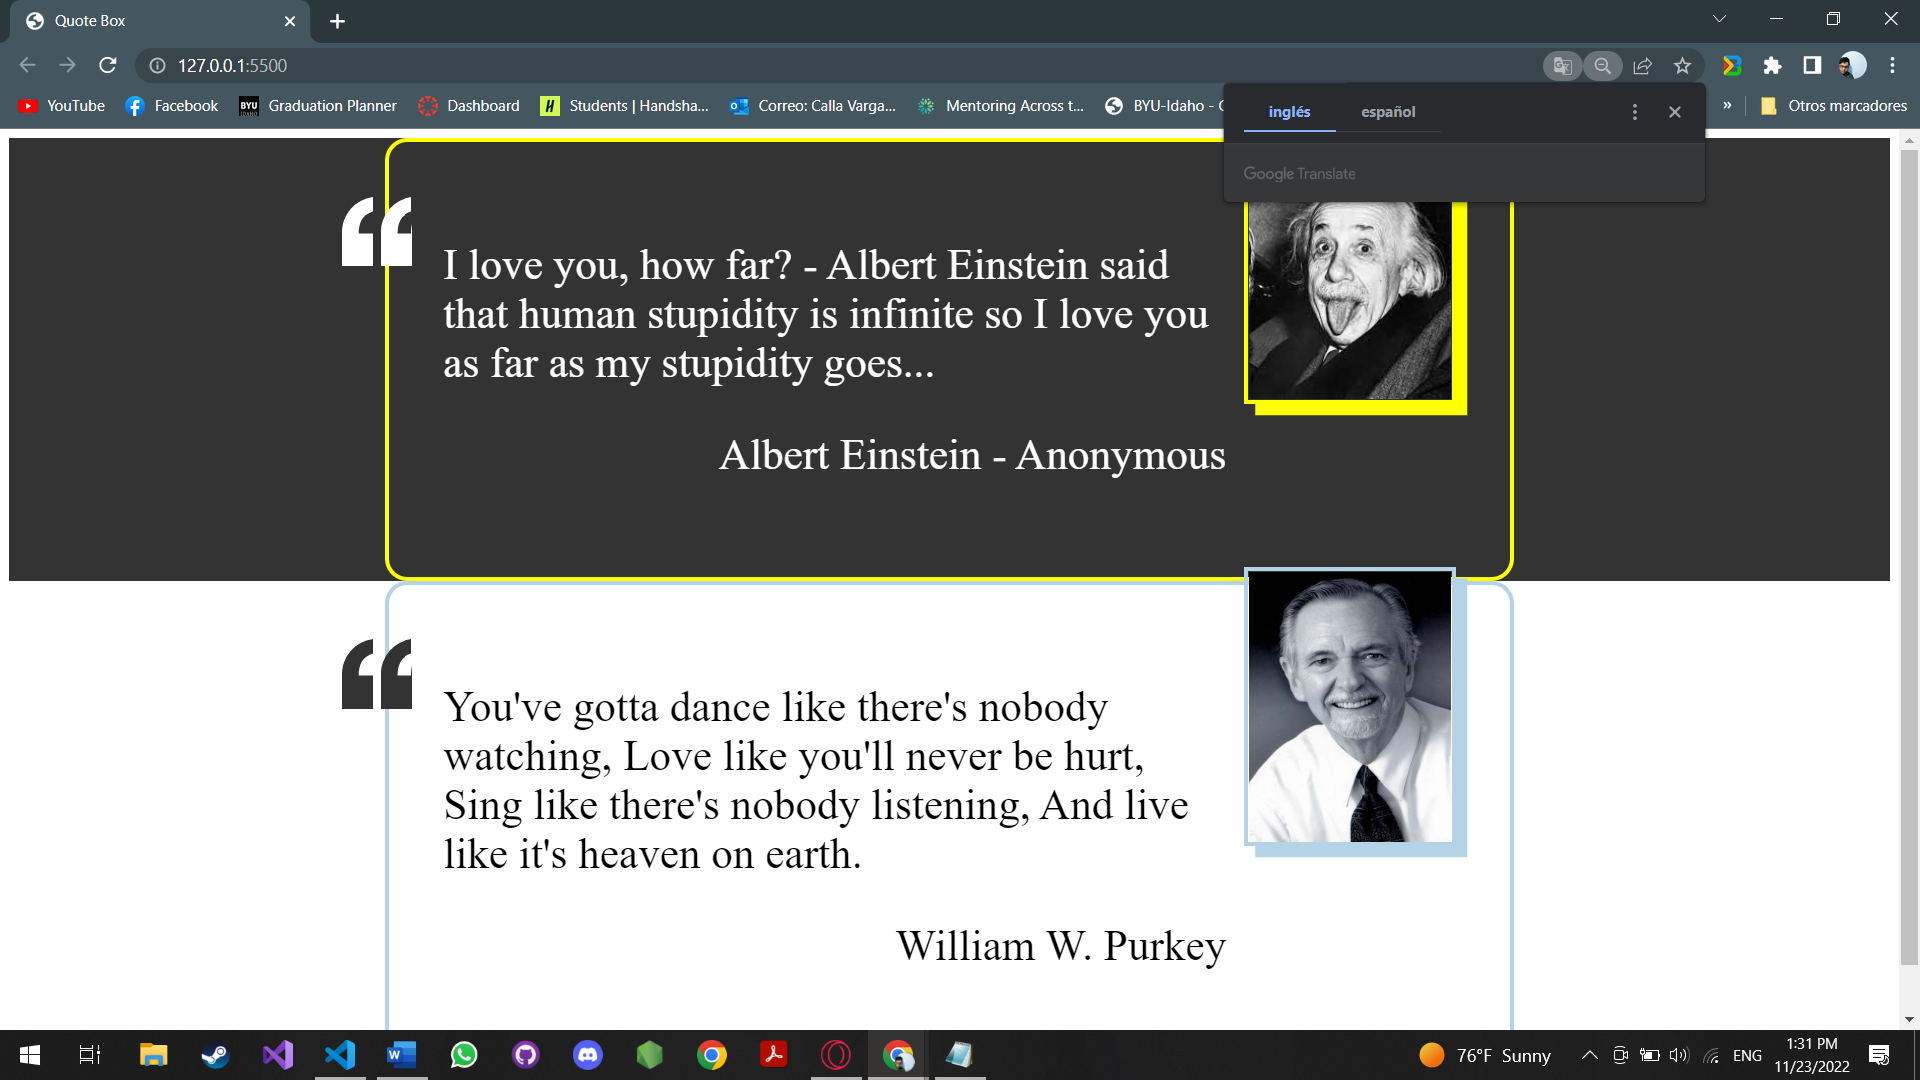 Quote Box
127.0.0.1:5500
YouTube
Facebook
BYU IDAHO Graduation Planner
Dashboard
H Students | Handsha...
Correo: Calla Varga...
Mentoring Across t...
BYU-Idaho -
»
Otros marcadores
inglés español
Google Translate
I love you, how far? - Albert Einstein said
that human stupidity is infinite so I love you
as far as my stupidity goes...
Albert Einstein - Anonymous
You've gotta dance like there's nobody
watching, Love like you'll never be hurt,
Sing like there's nobody listening, And live
like it's heaven on earth.
William W. Purkey
76°F Sunny
ENG
1:31 PM
11/23/2022